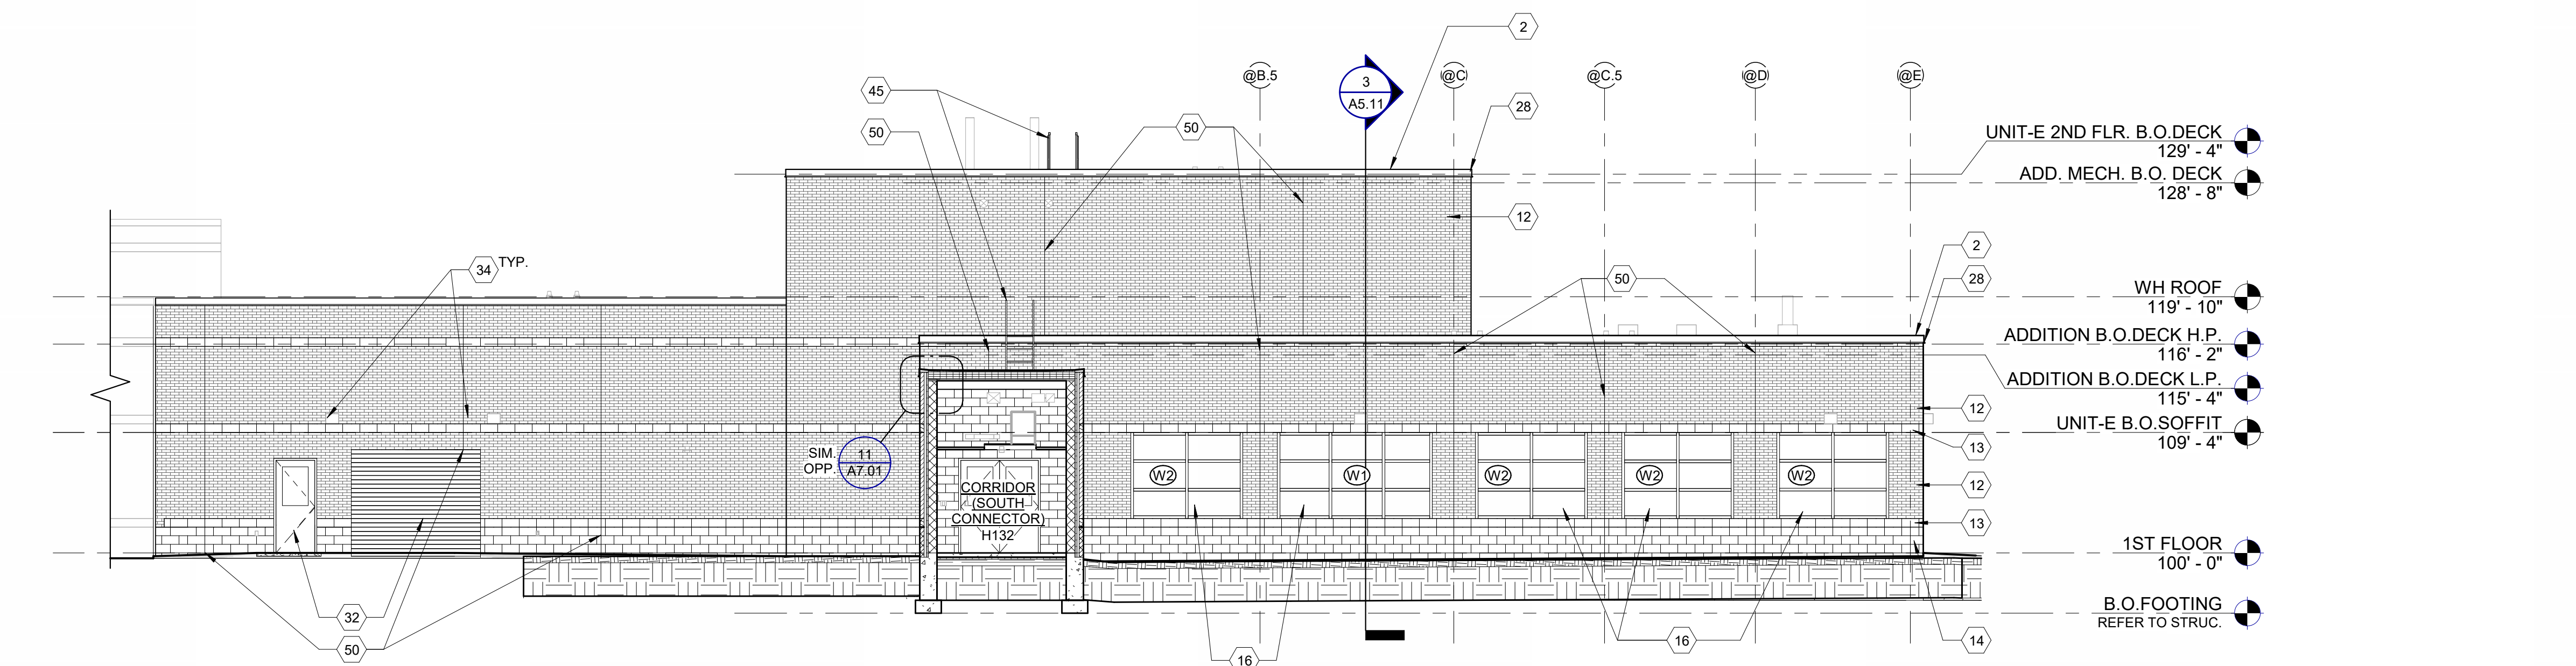 2
@B.5
3
A5.11
@C
@C.5
@D
@E
45
28
50
50
UNIT-E 2ND FLR. B.O.DECK
129' - 4"
ADD. MECH. B.O. DECK
128' - 8"
12
2
34 TYP.
50
28
WH ROOF
119' - 10"
ADDITION B.O.DECK H.P.
116' - 2"
ADDITION B.O.DECK L.P.
115' - 4"
12
UNIT-E B.O.SOFFIT
109' - 4"
13
SIM.
OPP.
11
A7.01
W2
W1
W2
W2
W2
12
CORRIDOR
(SOUTH
CONNECTOR)
H132
13
1ST FLOOR
100' - 0"
B.O.FOOTING
REFER TO STRUC.
32
50
16
16
14